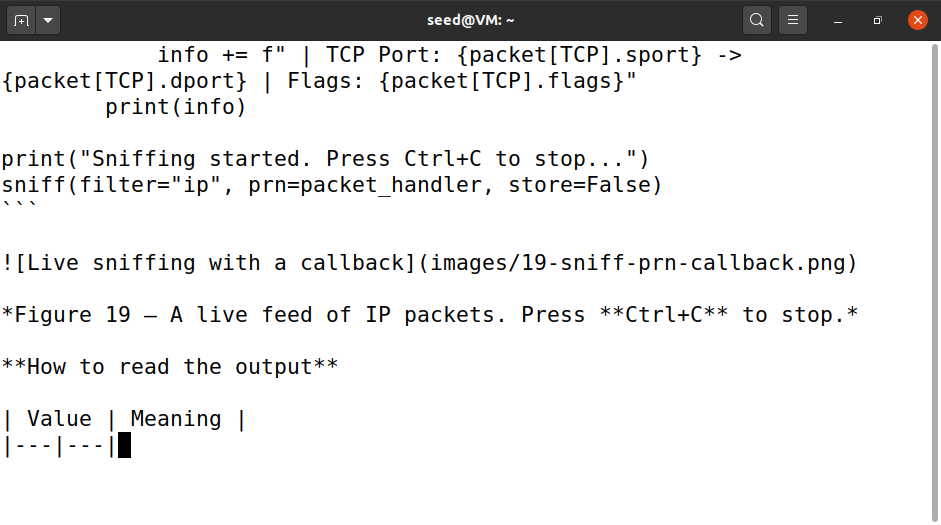 seed@VM: ~
            info += f" | TCP Port: {packet[TCP].sport} ->
{packet[TCP].dport} | Flags: {packet[TCP].flags}"
        print(info)

print("Sniffing started. Press Ctrl+C to stop...")
sniff(filter="ip", prn=packet_handler, store=False)
```

![Live sniffing with a callback](images/19-sniff-prn-callback.png)

*Figure 19 — A live feed of IP packets. Press **Ctrl+C** to stop.*

**How to read the output**

| Value | Meaning |
|---|---|